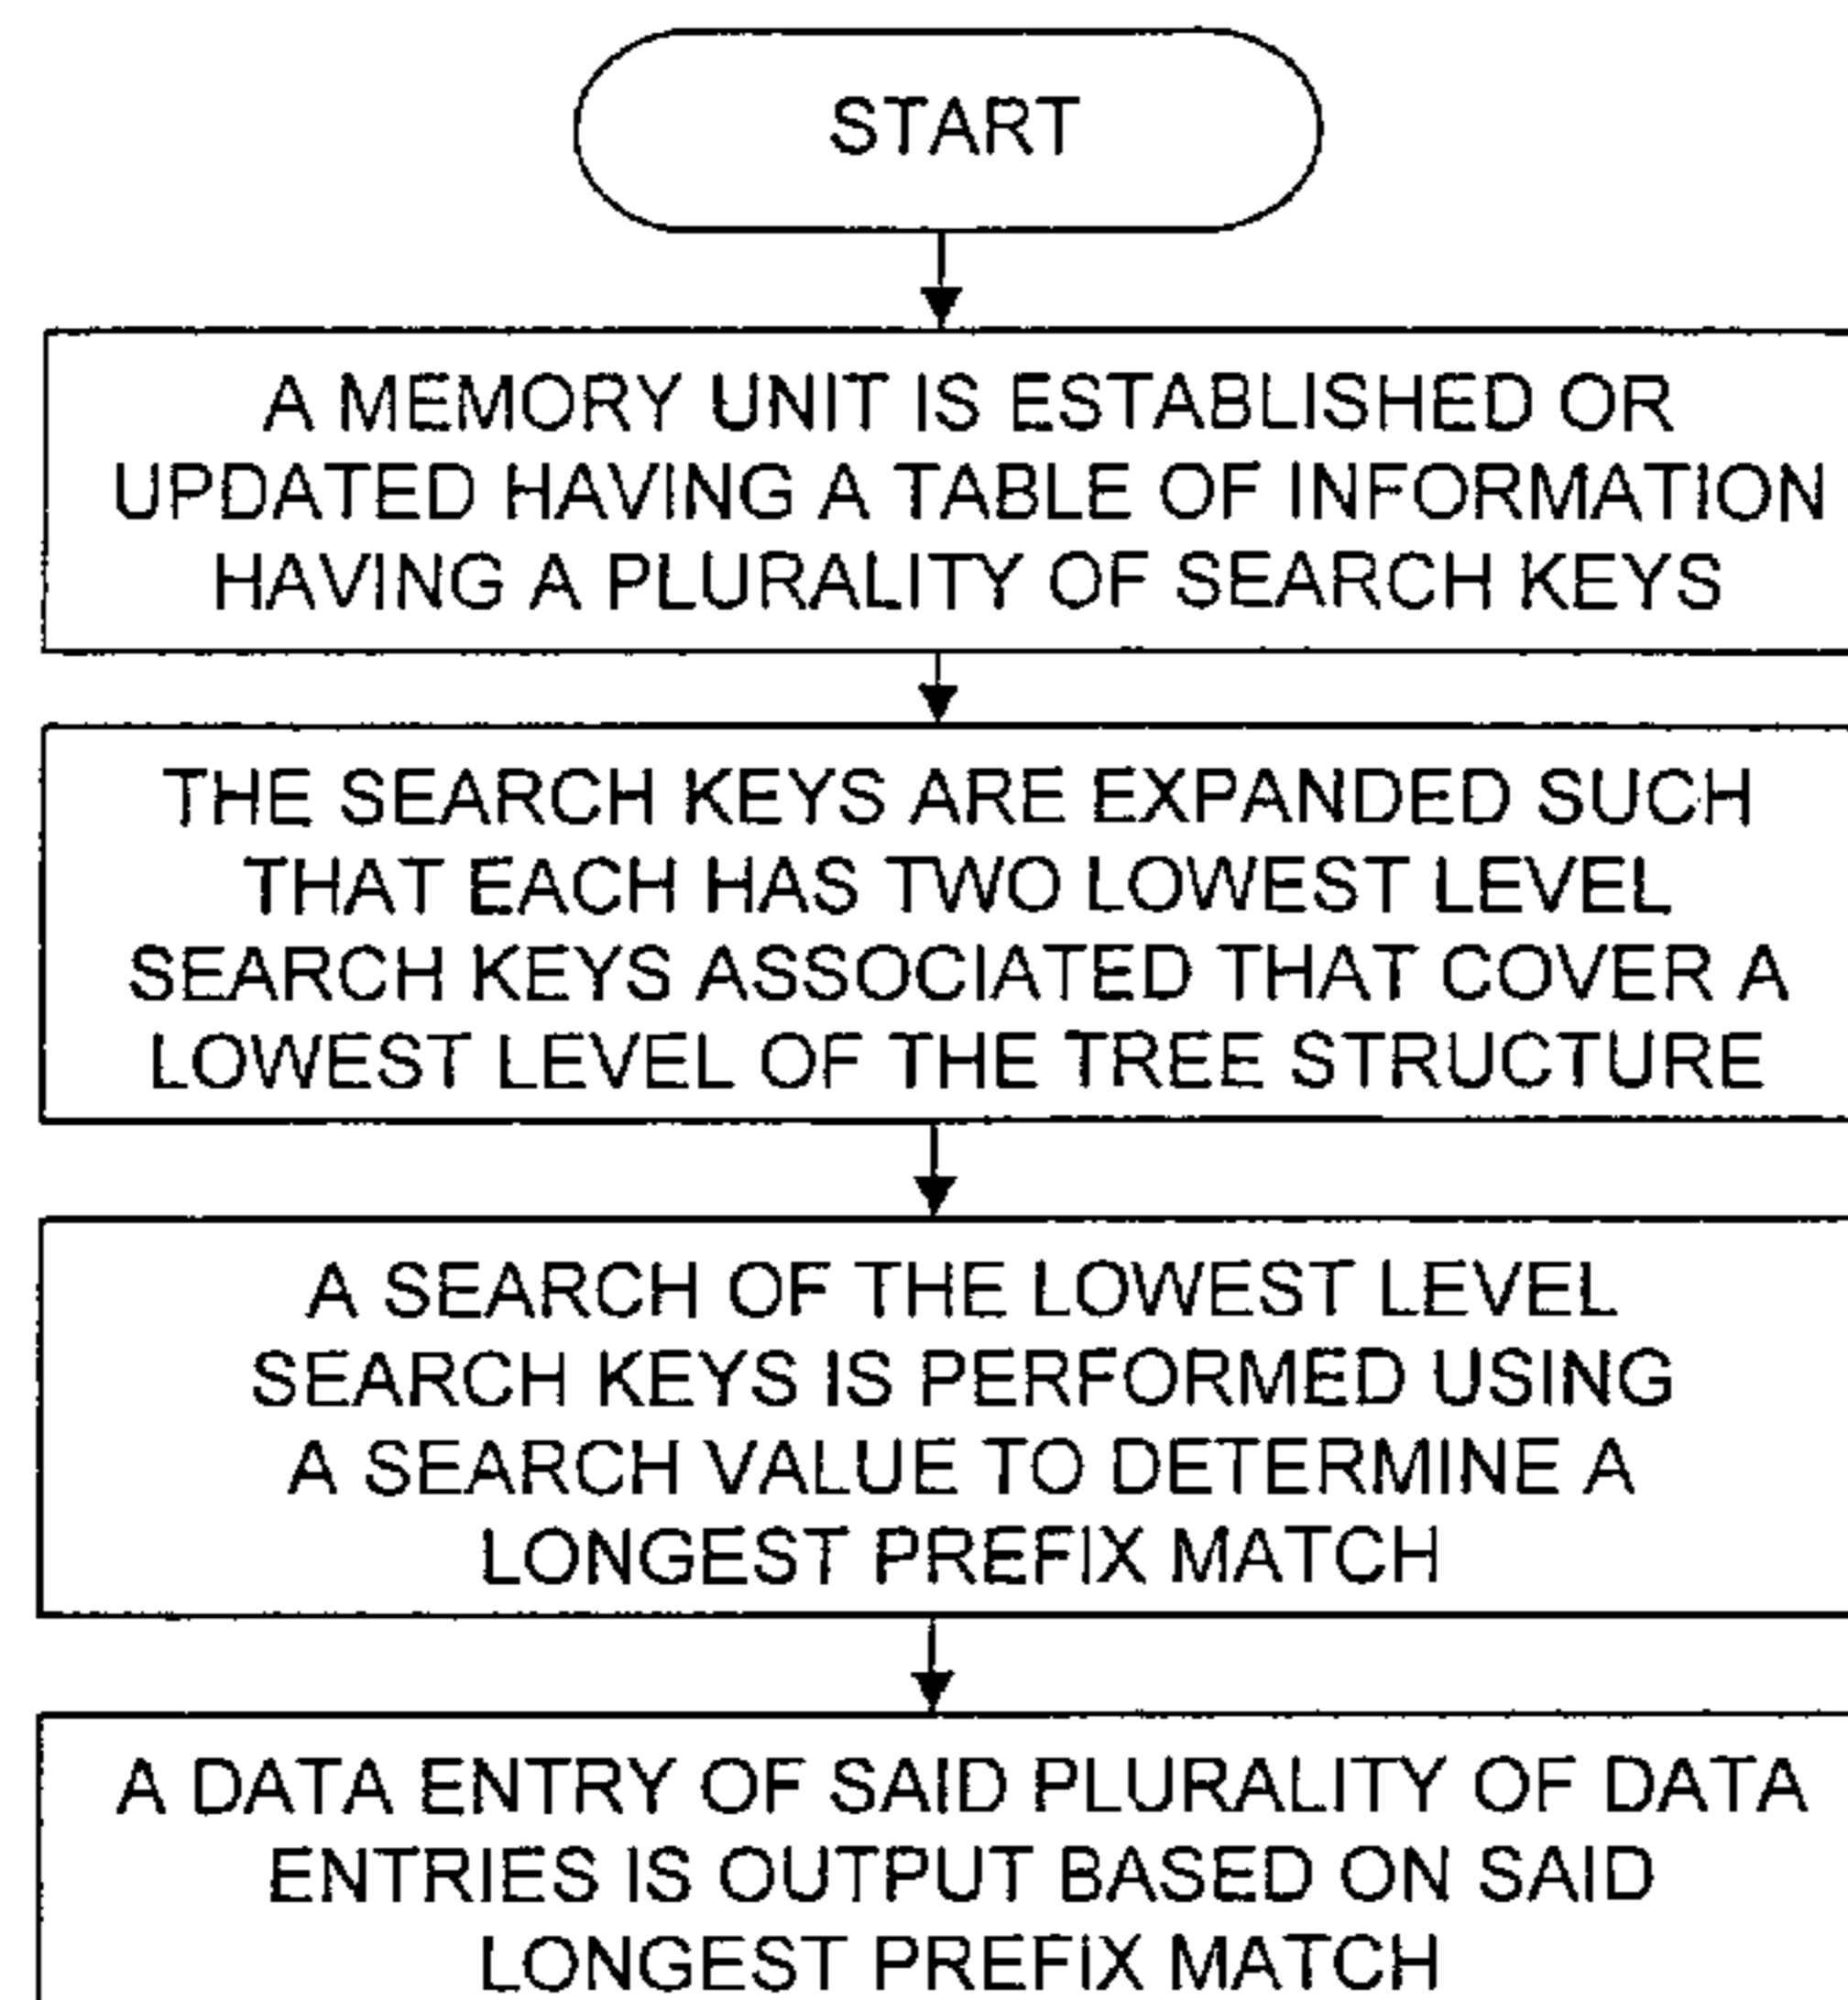 START
A MEMORY UNIT IS ESTABLISHED OR
UPDATED HAVING A TABLE OF INFORMATION
HAVING A PLURALITY OF SEARCH KEYS
THE SEARCH KEYS ARE EXPANDED SUCH
THAT EACH HAS TWO LOWEST LEVEL
SEARCH KEYS ASSOCIATED THAT COVER A
LOWEST LEVEL OF THE TREE STRUCTURE
A SEARCH OF THE LOWEST LEVEL
SEARCH KEYS IS PERFORMED USING
A SEARCH VALUE TO DETERMINE A
LONGEST PREFIX MATCH
A DATA ENTRY OF SAID PLURALITY OF DATA
ENTRIES IS OUTPUT BASED ON SAID
LONGEST PREFIX MATCH